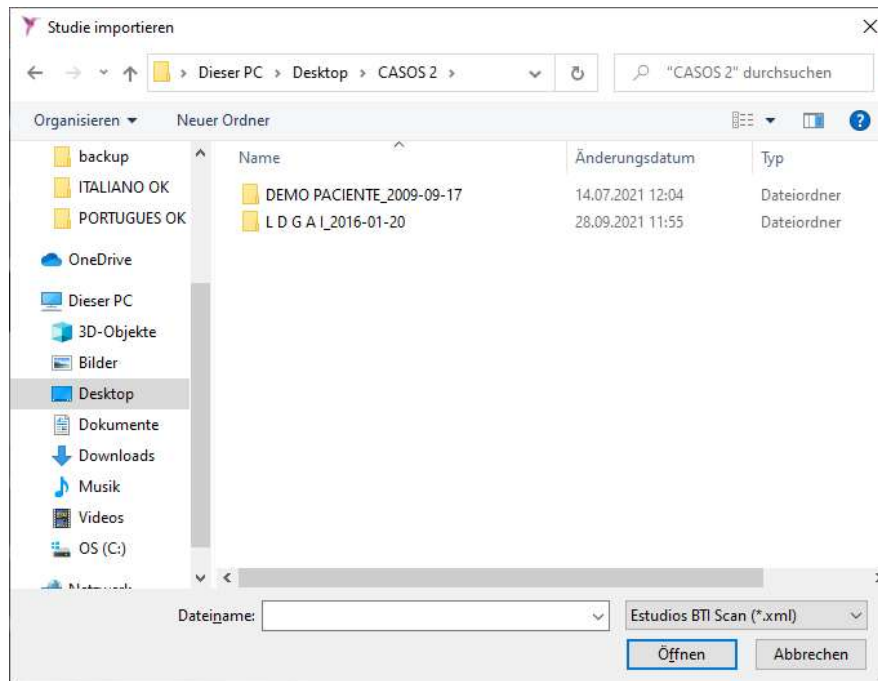 Studie importieren
Dieser PC > Desktop > CASOS 2 >
"CASOS 2" durchsuchen
Organisieren
Neuer Ordner
backup
ITALIANO OK
PORTUGUES OK
OneDrive
Dieser PC
3D-Objekte
Bilder
Desktop
Dokumente
Downloads
Musik
Videos
OS (C:)
Name Änderungsdatum Typ
DEMO PACIENTE_2009-09-17 14.07.2021 12:04 Dateiordner
L D G A I_2016-01-20 28.09.2021 11:55 Dateiordner
Dateiname:
Estudios BTI Scan (*.xml)
Öffnen
Abbrechen